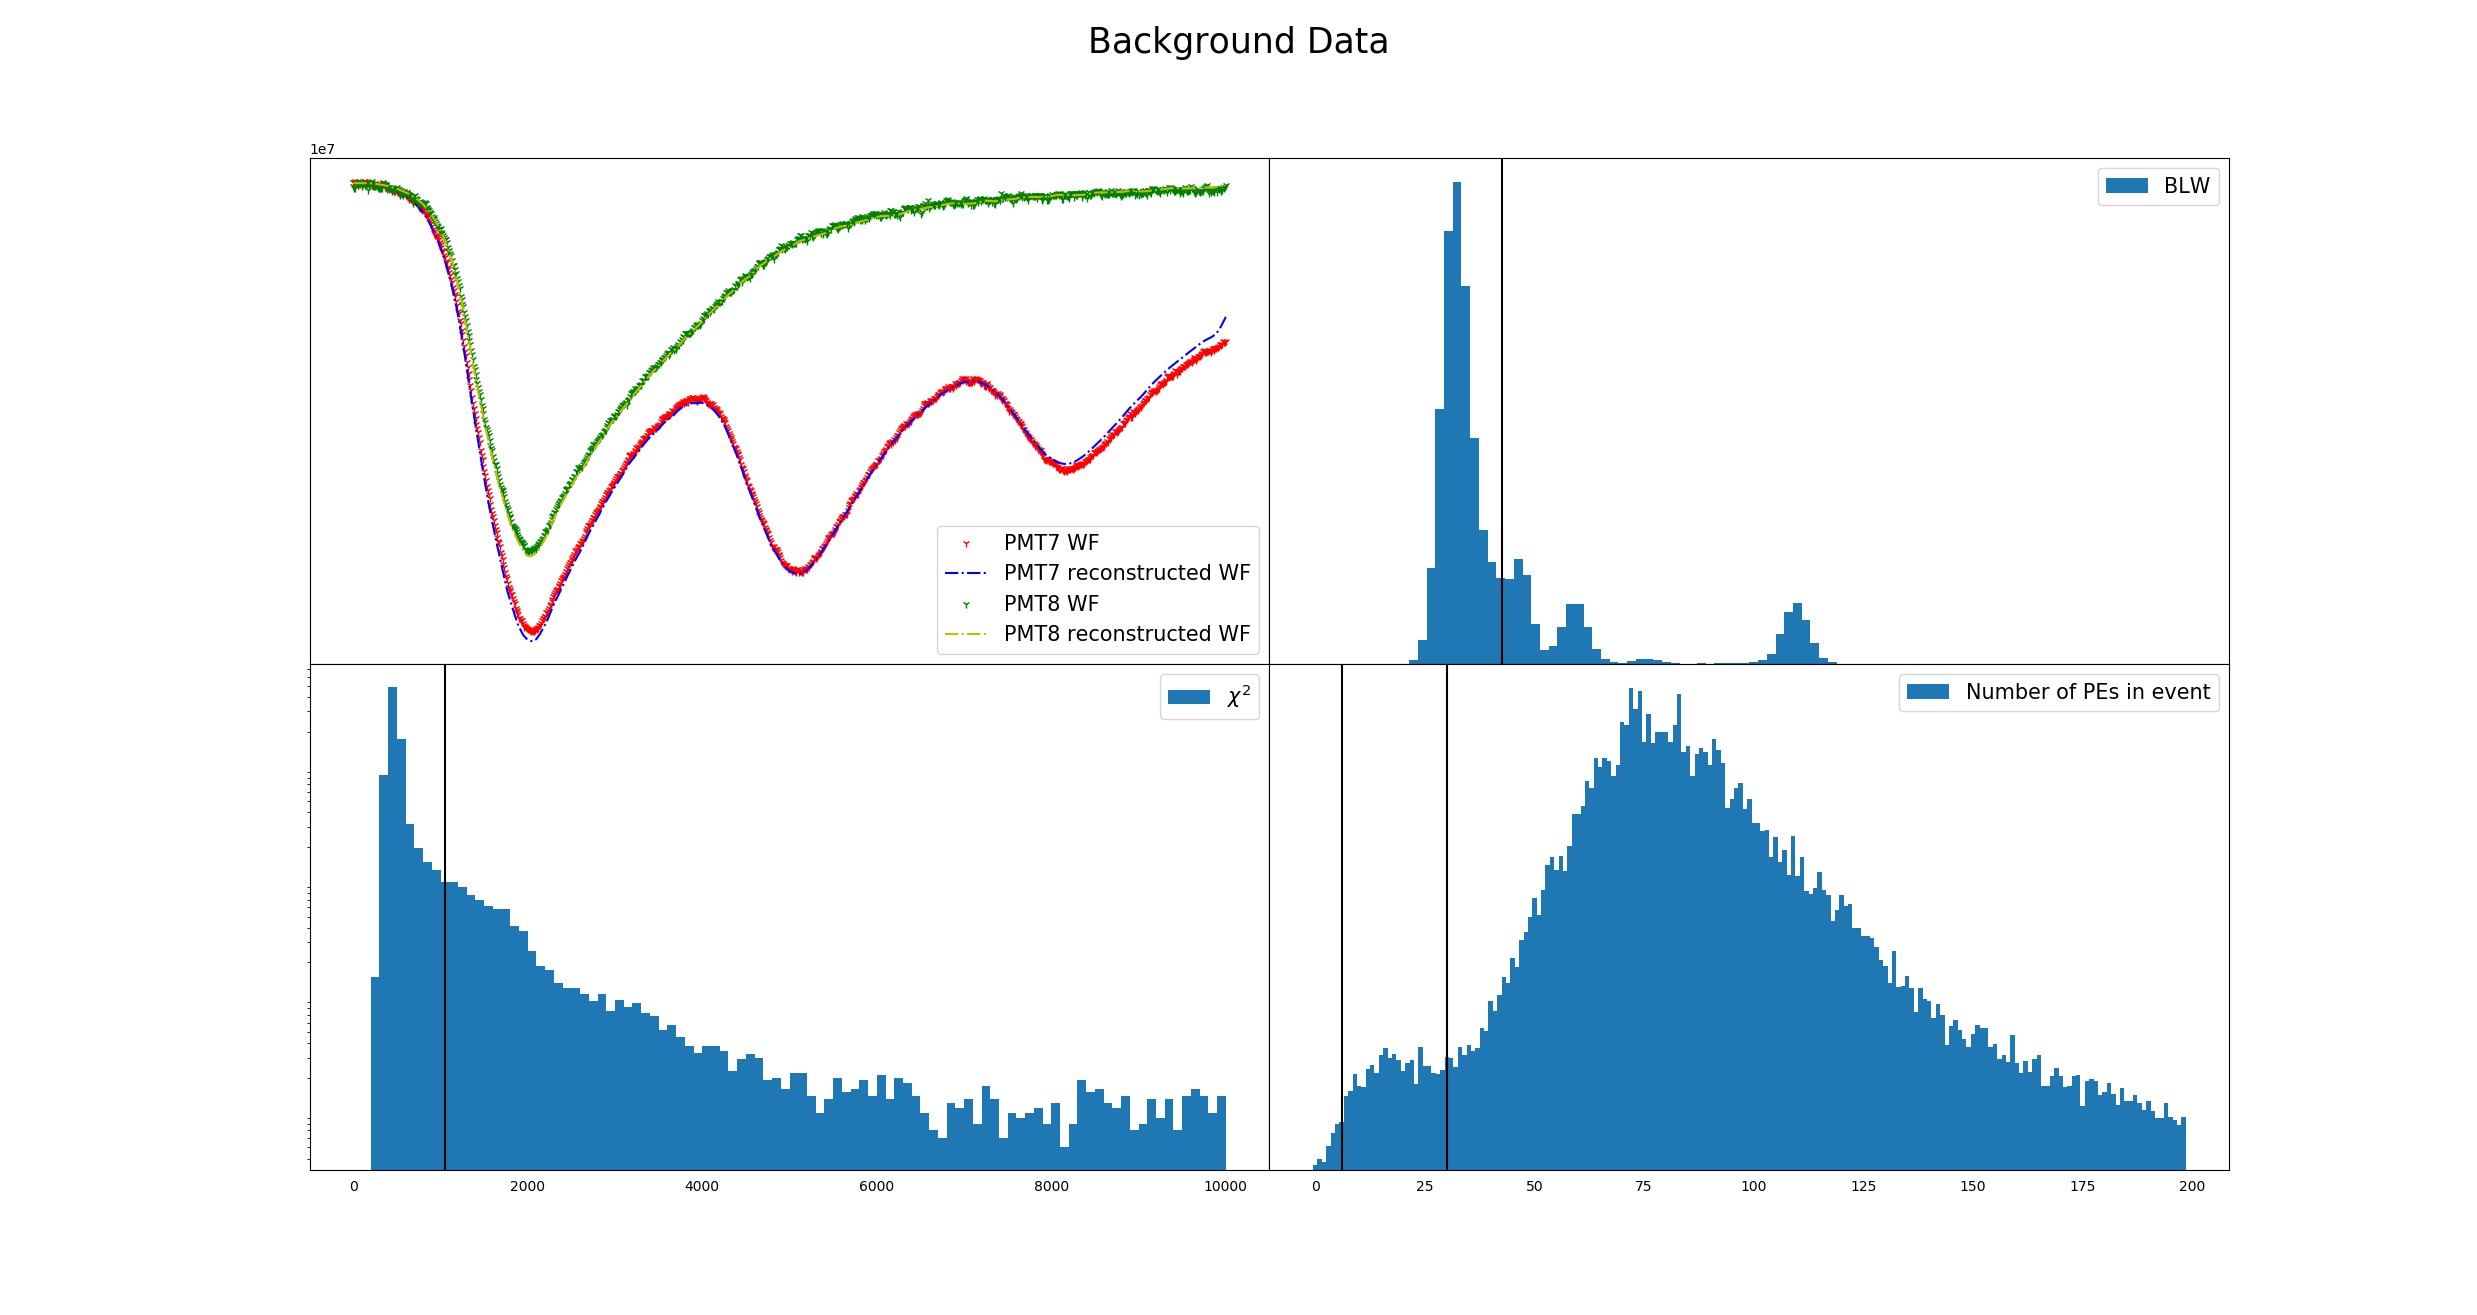 Background Data
1e7
PMT7 WF
PMT7 reconstructed WF
PMT8 WF
PMT8 reconstructed WF
BLW
χ²
Number of PEs in event
0 2000 4000 6000 8000 10000
0 25 50 75 100 125 150 175 200